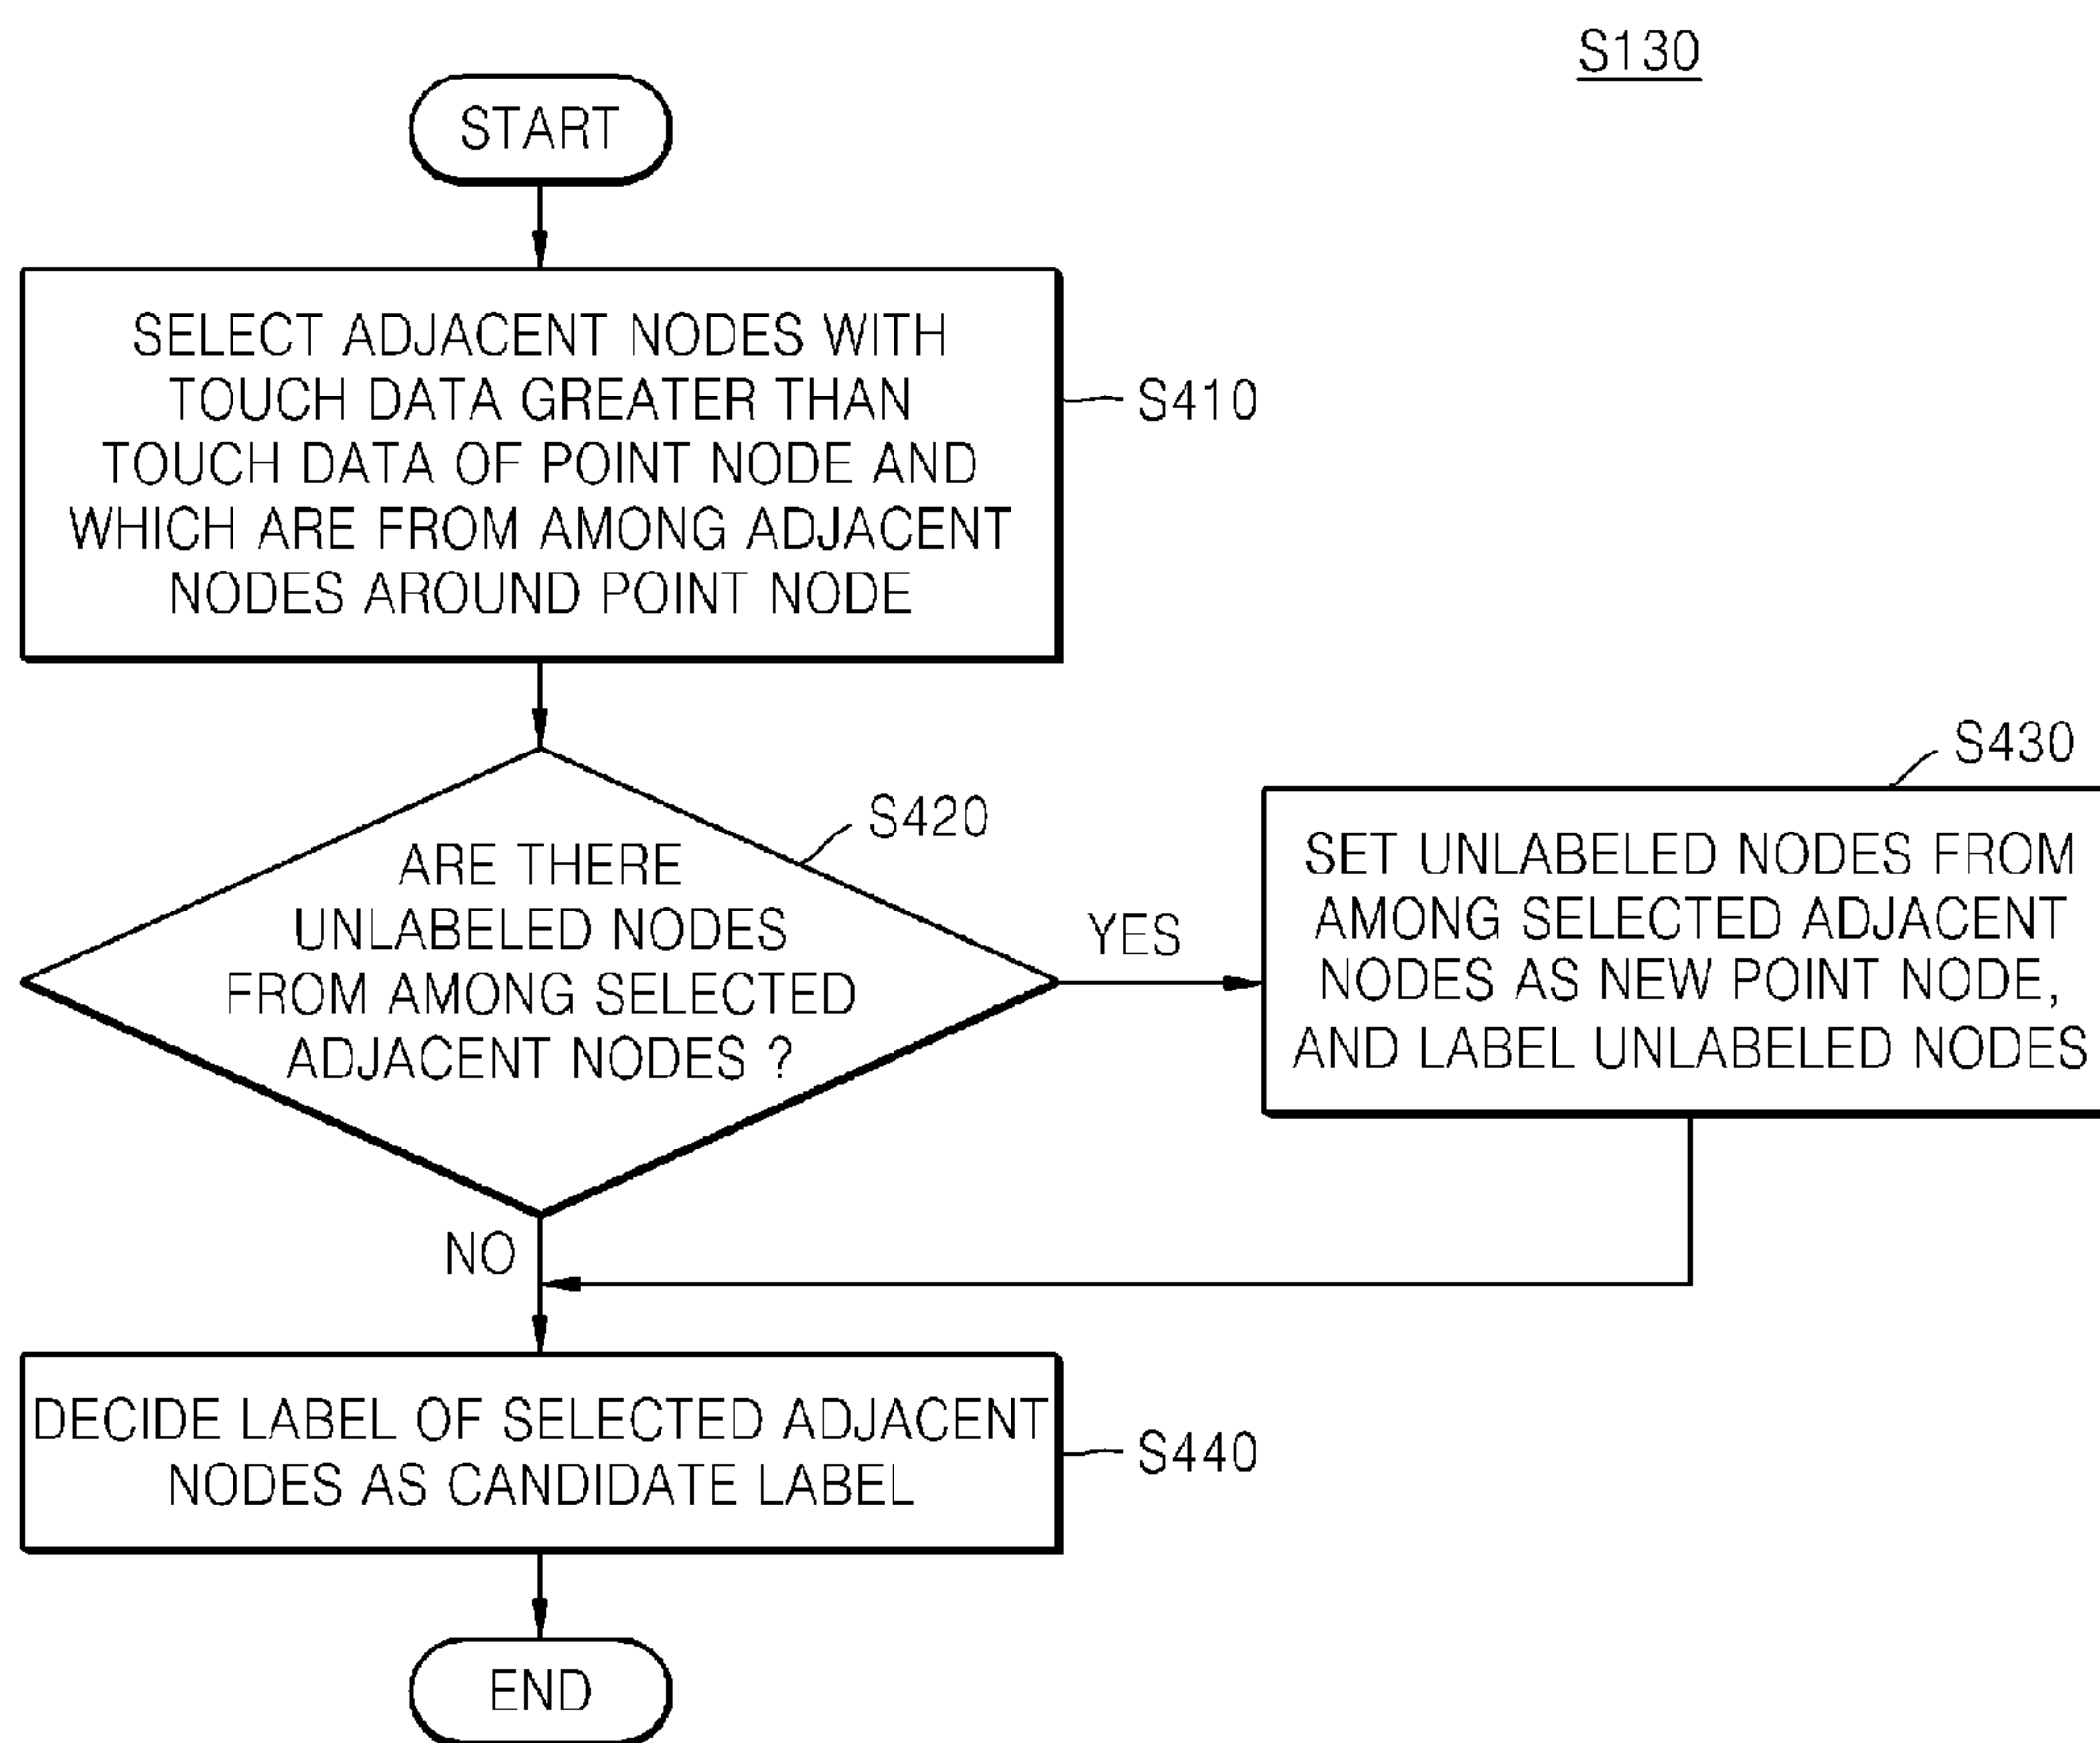 S130
START
SELECT ADJACENT NODES WITH
TOUCH DATA GREATER THAN
TOUCH DATA OF POINT NODE AND
WHICH ARE FROM AMONG ADJACENT
NODES AROUND POINT NODE
S410
ARE THERE
UNLABELED NODES
FROM AMONG SELECTED
ADJACENT NODES ?
S420
YES
S430
SET UNLABELED NODES FROM
AMONG SELECTED ADJACENT
NODES AS NEW POINT NODE,
AND LABEL UNLABELED NODES
NO
DECIDE LABEL OF SELECTED ADJACENT
NODES AS CANDIDATE LABEL
S440
END